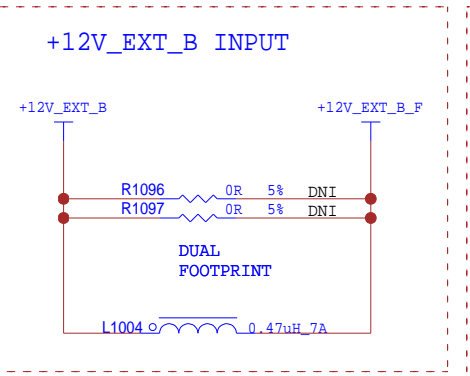 +12V_EXT_B INPUT
+12V_EXT_B +12V_EXT_B_F
R1096 0R 5% DNI
R1097 0R 5% DNI
DUAL
FOOTPRINT
L1004 0.47uH_7A